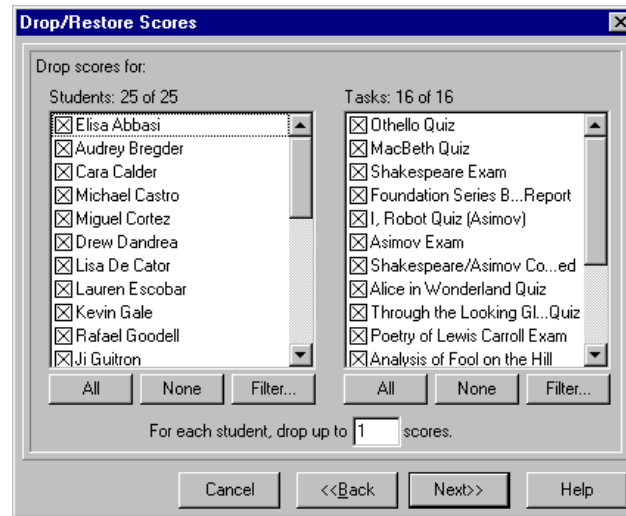 Drop/Restore Scores
Drop scores for:
Students: 25 of 25
Elisa Abbasi
Audrey Bregder
Cara Calder
Michael Castro
Miguel Cortez
Drew Dandrea
Lisa De Cator
Lauren Escobar
Kevin Gale
Rafael Goodell
Ji Guitron
All None Filter...
Tasks: 16 of 16
Othello Quiz
MacBeth Quiz
Shakespeare Exam
Foundation Series B...Report
I, Robot Quiz (Asimov)
Asimov Exam
Shakespeare/Asimov Co...ed
Alice in Wonderland Quiz
Through the Looking Gl...Quiz
Poetry of Lewis Carroll Exam
Analysis of Fool on the Hill
All None Filter...
For each student, drop up to 1 scores.
Cancel <<Back Next>> Help